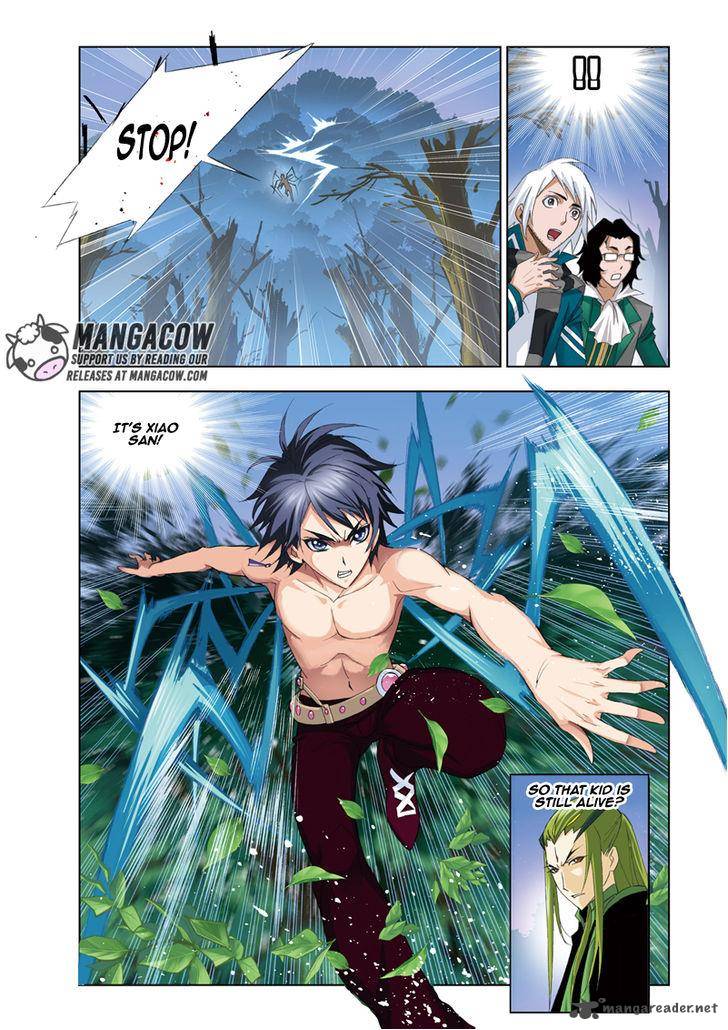 STOP!
!!
MANGACOW
SUPPORT US BY READING OUR
RELEASES AT MANGACOW.COM
IT'S XIAO
SAN!
SO THAT KID IS
STILL ALIVE?
mangareader.net